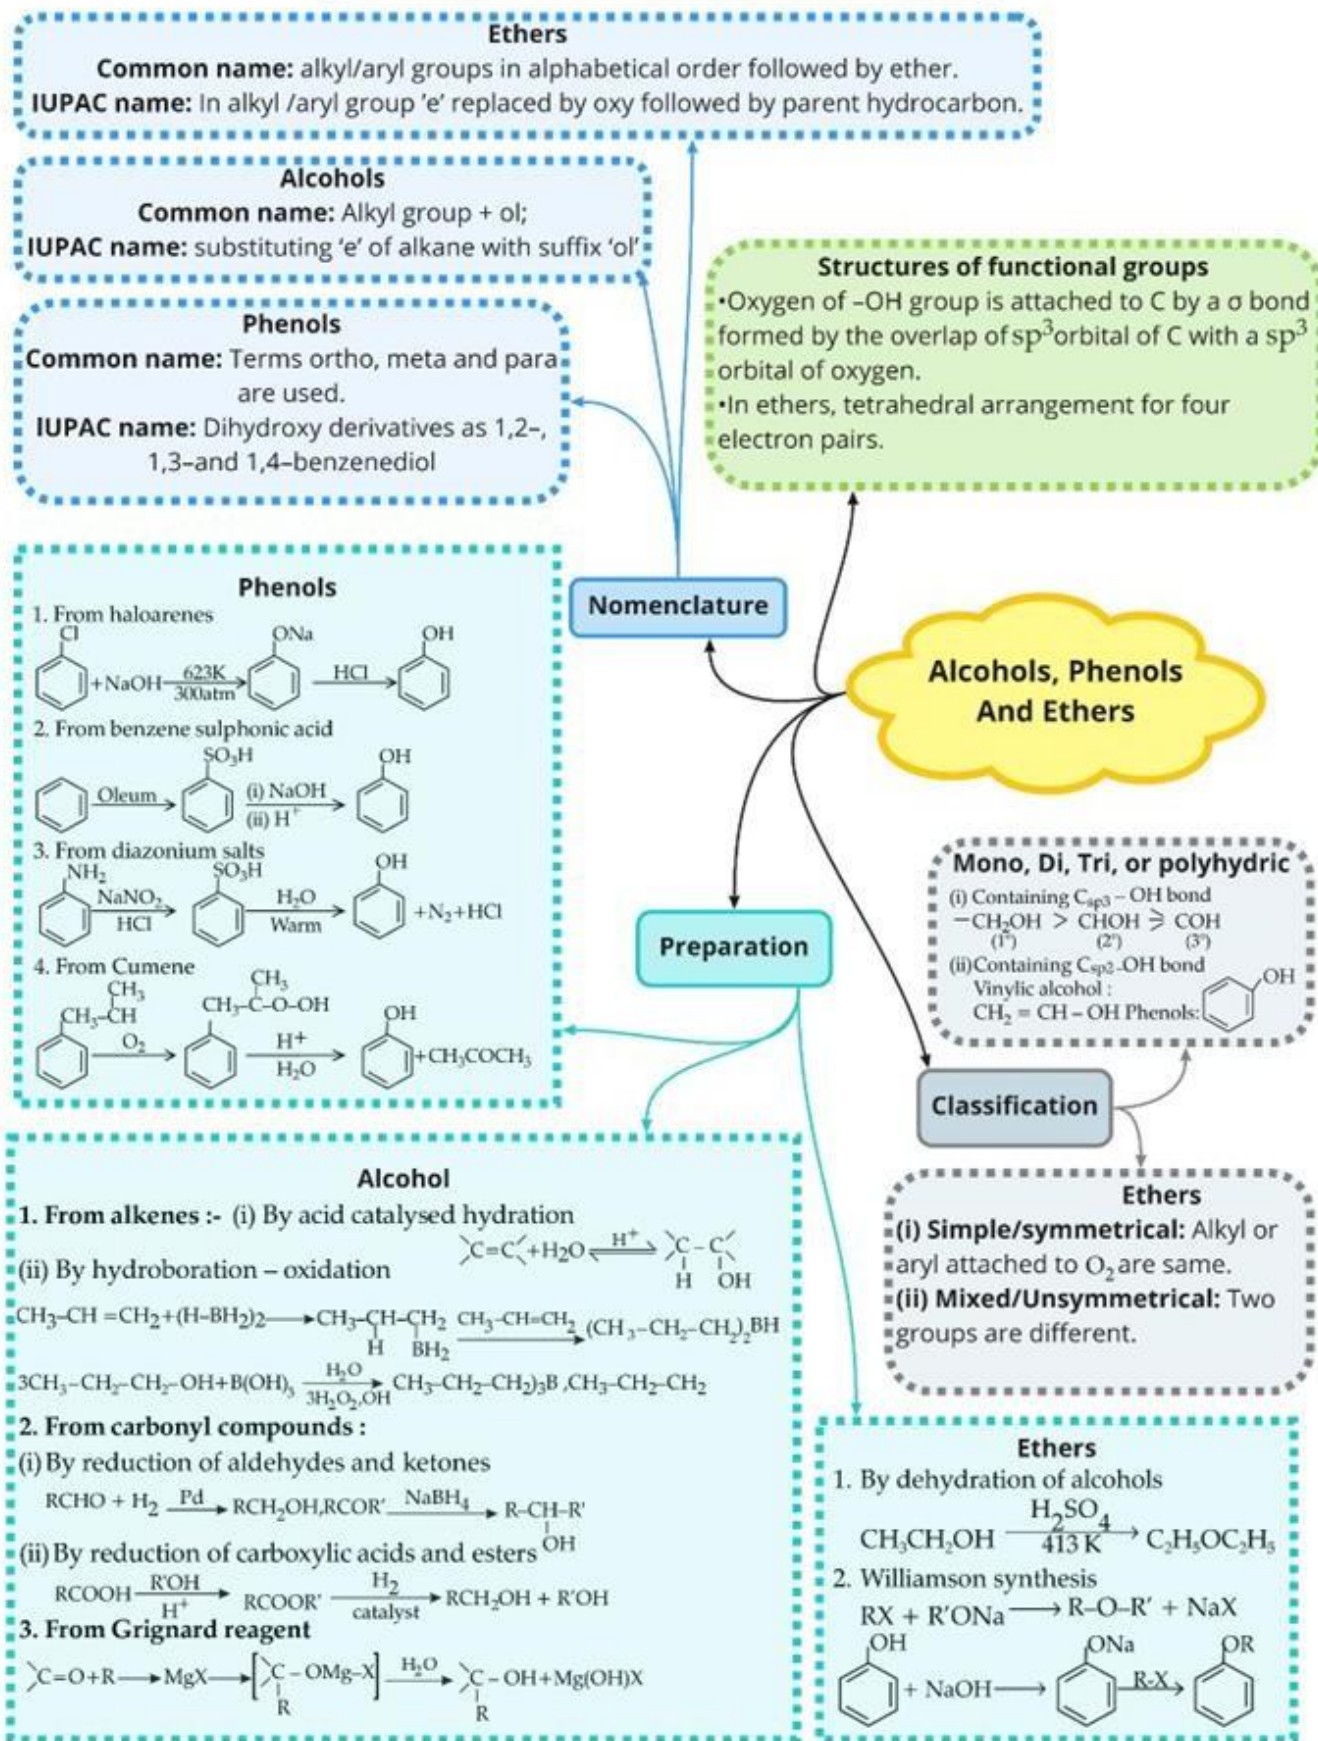 Ethers
Common name: alkyl/aryl groups in alphabetical order followed by ether.
IUPAC name: In alkyl /aryl group ’e’ replaced by oxy followed by parent hydrocarbon.
Alcohols
Common name: Alkyl group + ol;
IUPAC name: substituting ‘e’ of alkane with suffix ‘ol’
Phenols
Common name: Terms ortho, meta and para
are used.
IUPAC name: Dihydroxy derivatives as 1,2–,
1,3–and 1,4–benzenediol
Structures of functional groups
•Oxygen of –OH group is attached to C by a σ bond
formed by the overlap of sp³ orbital of C with a sp³
orbital of oxygen.
•In ethers, tetrahedral arrangement for four
electron pairs.
Nomenclature
Alcohols, Phenols
And Ethers
Phenols
1. From haloarenes
Cl ONa OH
+NaOH 623K HCl
300atm
2. From benzene sulphonic acid
SO₃H OH
Oleum (i) NaOH
(ii) H⁺
3. From diazonium salts
NH₂ SO₃H OH
NaNO₂ H₂O +N₂+HCl
HCl Warm
4. From Cumene
CH₃ CH₃
CH₃–CH CH₃–C–O–OH OH
O₂ H+ +CH₃COCH₃
H₂O
Preparation
Mono, Di, Tri, or polyhydric
(i) Containing Csp3 – OH bond
–CH₂OH > CHOH ⩾ COH
(1°) (2°) (3°)
(ii)Containing Csp2-OH bond
Vinylic alcohol :
CH₂ = CH – OH Phenols: OH
Classification
Ethers
(i) Simple/symmetrical: Alkyl or
aryl attached to O₂ are same.
(ii) Mixed/Unsymmetrical: Two
groups are different.
Alcohol
1. From alkenes :- (i) By acid catalysed hydration
C=C +H₂O ⇌ H⁺ C – C
H OH
(ii) By hydroboration – oxidation
CH₃–CH =CH₂+(H–BH₂)2 → CH₃–CH–CH₂ CH₃–CH=CH₂ → (CH₃–CH₂–CH₂)₂BH
H BH₂
3CH₃–CH₂–CH₂–OH+B(OH)₃ H₂O → CH₃–CH₂–CH₂)₃B ,CH₃–CH₂–CH₂
3H₂O₂,OH
2. From carbonyl compounds :
(i) By reduction of aldehydes and ketones
RCHO + H₂ Pd → RCH₂OH,RCOR' NaBH₄ → R–CH–R'
OH
(ii) By reduction of carboxylic acids and esters
RCOOH R'OH → RCOOR' H₂ → RCH₂OH + R'OH
H⁺ catalyst
3. From Grignard reagent
C=O+R → MgX → [C – OMg–X] H₂O → C – OH+Mg(OH)X
R R
Ethers
1. By dehydration of alcohols
CH₃CH₂OH H₂SO₄ → C₂H₅OC₂H₅
413 K
2. Williamson synthesis
RX + R'ONa → R–O–R' + NaX
OH ONa OR
+ NaOH → R-X